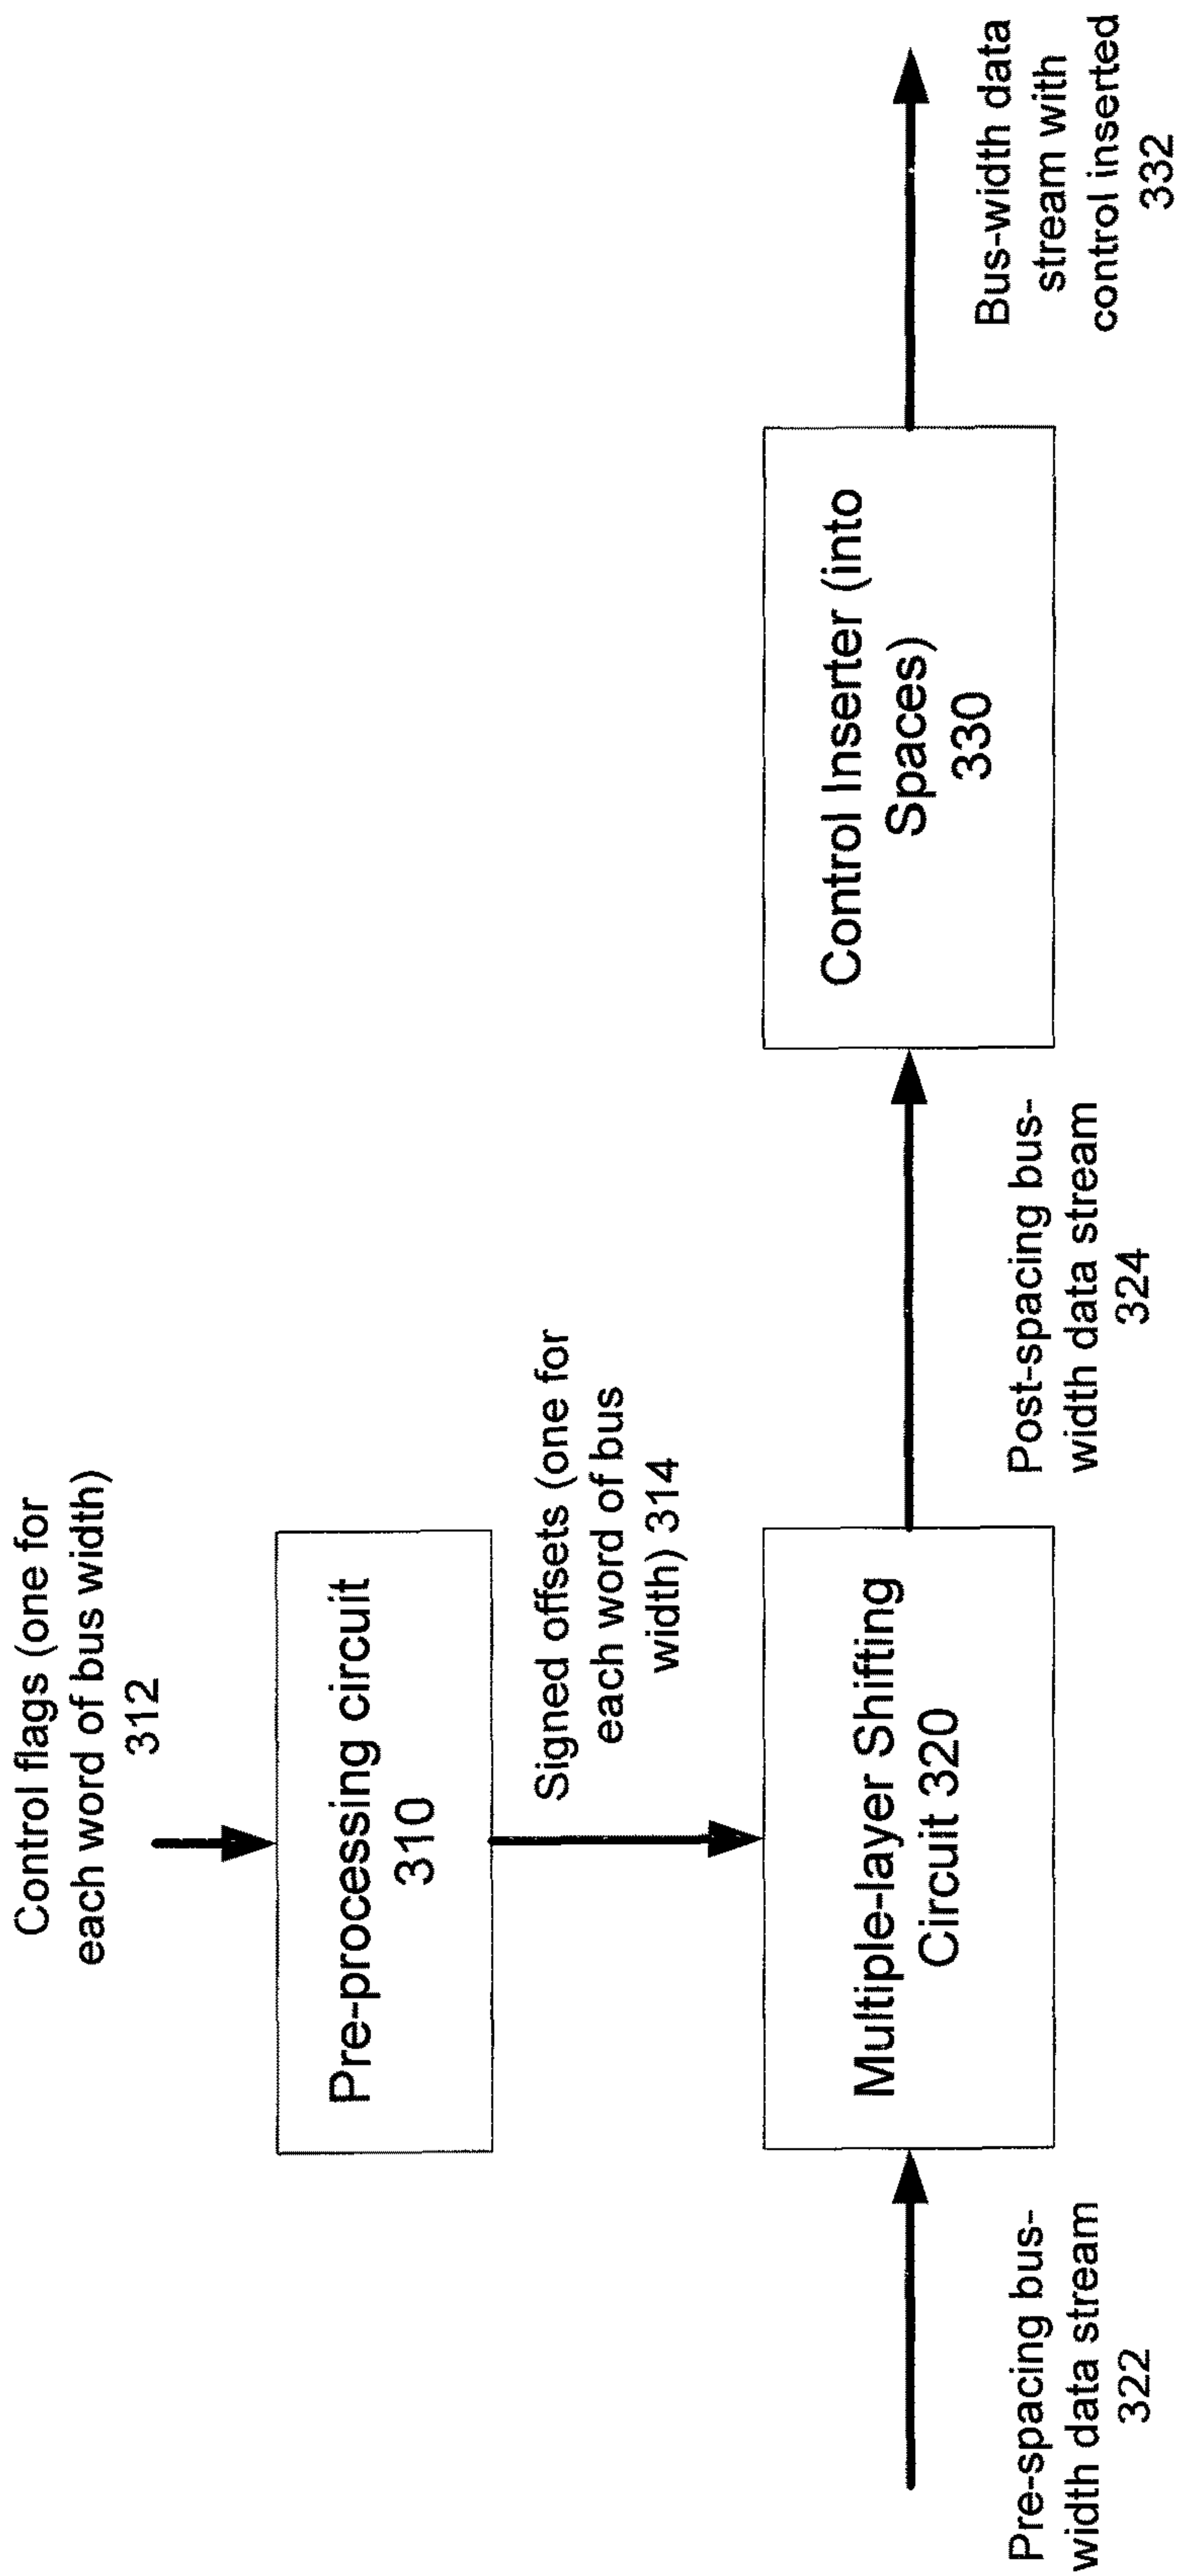 Control flags (one for
each word of bus width)
312
Pre-processing circuit
310
Signed offsets (one for
each word of bus
width) 314
Pre-spacing bus-
width data stream
322
Multiple-layer Shifting
Circuit 320
Post-spacing bus-
width data stream
324
Control Inserter (into
Spaces)
330
Bus-width data
stream with
control inserted
332